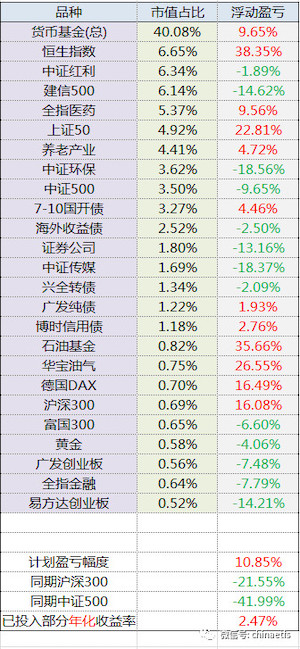 品种 市值占比 浮动盈亏
货币基金(总) 40.08% 9.65%
恒生指数 6.65% 38.35%
中证红利 6.34% -1.89%
建信500 6.14% -14.62%
全指医药 5.37% 9.56%
上证50 4.92% 22.81%
养老产业 4.41% 4.72%
中证环保 3.62% -18.56%
中证500 3.50% -9.65%
7-10国开债 3.27% 4.46%
海外收益债 2.52% -2.50%
证券公司 1.80% -13.16%
中证传媒 1.69% -18.37%
兴全转债 1.34% -2.09%
广发纯债 1.22% 1.93%
博时信用债 1.18% 2.76%
石油基金 0.82% 35.66%
华宝油气 0.75% 26.55%
德国DAX 0.70% 16.49%
沪深300 0.69% 16.08%
富国300 0.65% -6.60%
黄金 0.58% -4.06%
广发创业板 0.56% -7.48%
全指金融 0.64% -7.79%
易方达创业板 0.52% -14.21%
计划盈亏幅度 10.85%
同期沪深300 -21.55%
同期中证500 -41.99%
已投入部分年化收益率 2.47%
微信号: chinaetfs